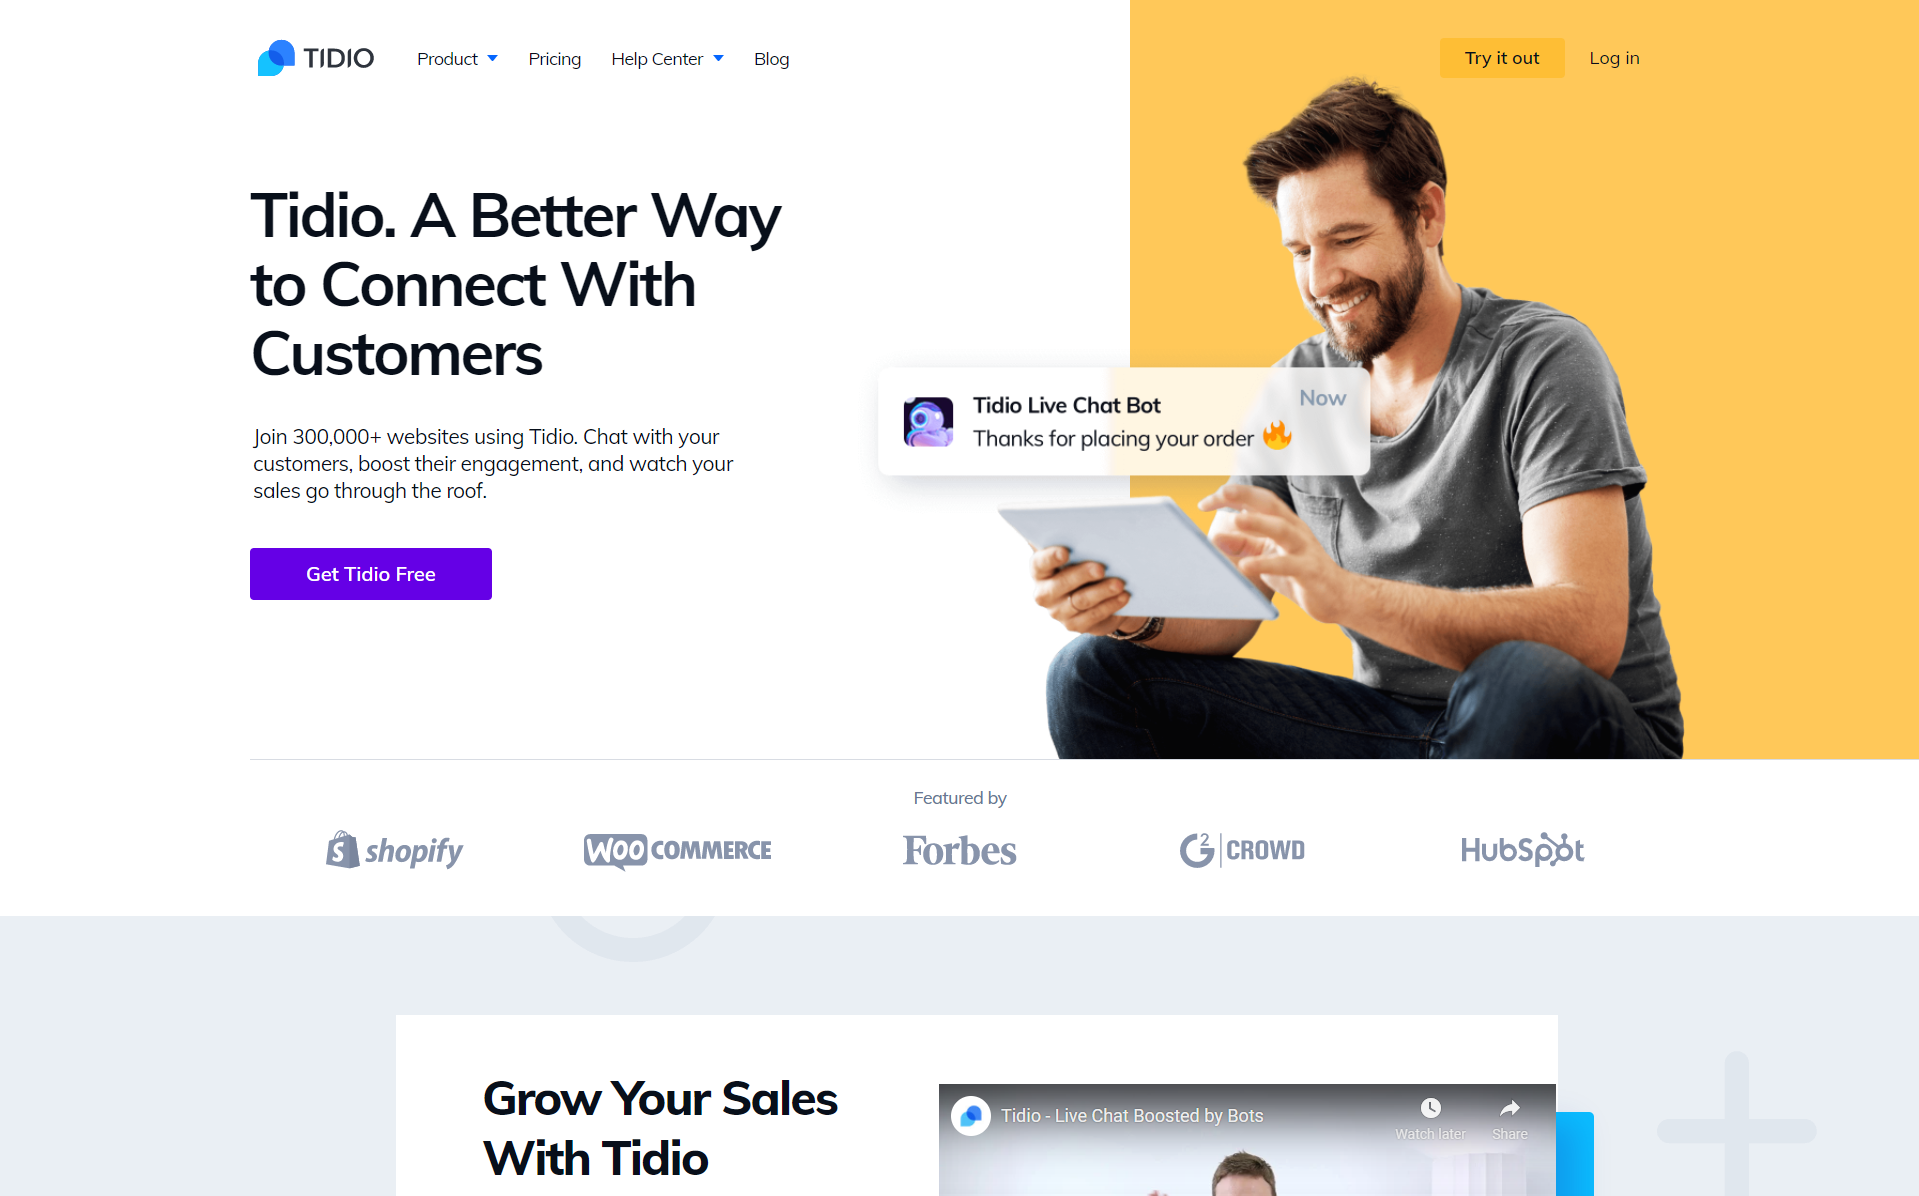 TIDIO
Product
Pricing
Help Center
Blog
Try it out
Log in
Tidio. A Better Way
to Connect With
Customers
Join 300,000+ websites using Tidio. Chat with your
customers, boost their engagement, and watch your
sales go through the roof.
Get Tidio Free
Tidio Live Chat Bot
Now
Thanks for placing your order 🔥
Featured by
shopify
WOO COMMERCE
Forbes
G2 | CROWD
HubSpot
Grow Your Sales
With Tidio
Tidio - Live Chat Boosted by Bots
Watch later
Share